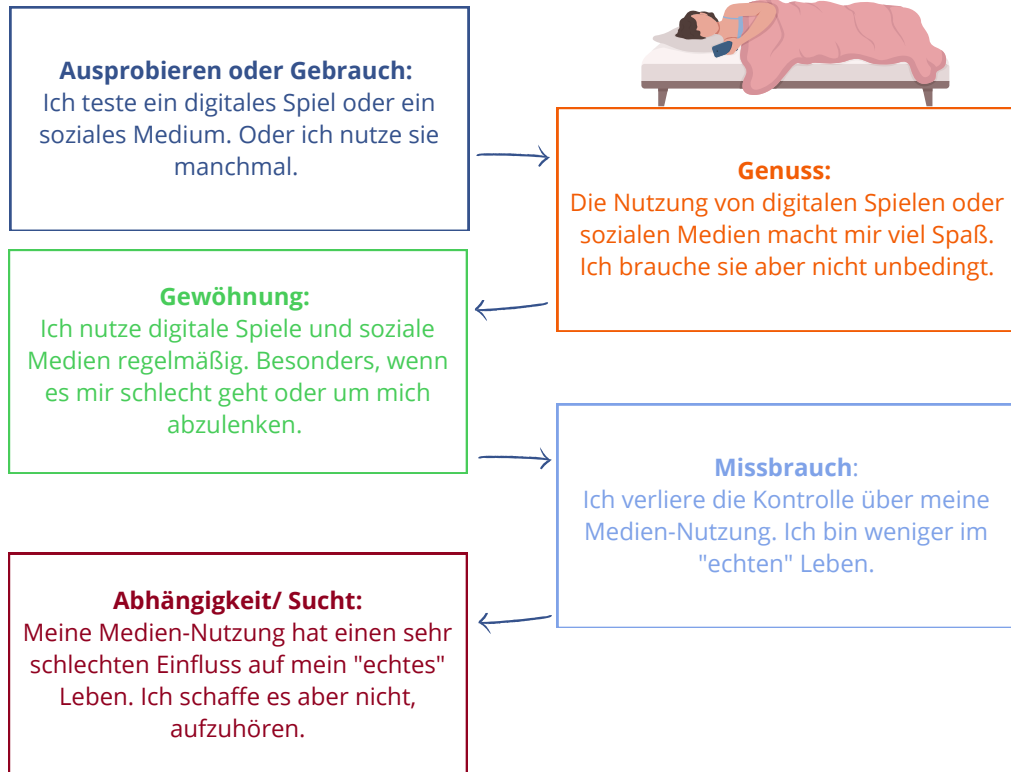 Ausprobieren oder Gebrauch:
Ich teste ein digitales Spiel oder ein
soziales Medium. Oder ich nutze sie
manchmal.
Genuss:
Die Nutzung von digitalen Spielen oder
sozialen Medien macht mir viel Spaß.
Ich brauche sie aber nicht unbedingt.
Gewöhnung:
Ich nutze digitale Spiele und soziale
Medien regelmäßig. Besonders, wenn
es mir schlecht geht oder um mich
abzulenken.
Missbrauch:
Ich verliere die Kontrolle über meine
Medien-Nutzung. Ich bin weniger im
"echten" Leben.
Abhängigkeit/ Sucht:
Meine Medien-Nutzung hat einen sehr
schlechten Einfluss auf mein "echtes"
Leben. Ich schaffe es aber nicht,
aufzuhören.